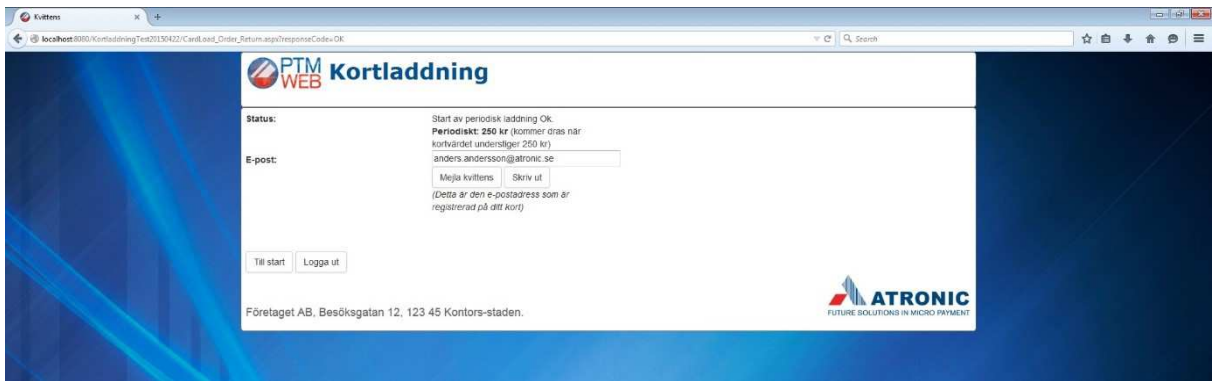 Kvittens
localhost:8080/KortladdningTest20150422/CardLoad_Order_Return.aspx?responseCode=OK
Search
PTM
WEB
Kortladdning
Status:
Start av periodisk laddning Ok.
Periodiskt: 250 kr (kommer dras när
kortvärdet understiger 250 kr)
E-post:
anders.andersson@atronic.se
Mejla kvittens Skriv ut
(Detta är den e-postadress som är
registrerad på ditt kort)
Till start Logga ut
ATRONIC
FUTURE SOLUTIONS IN MICRO PAYMENT
Företaget AB, Besöksgatan 12, 123 45 Kontors-staden.